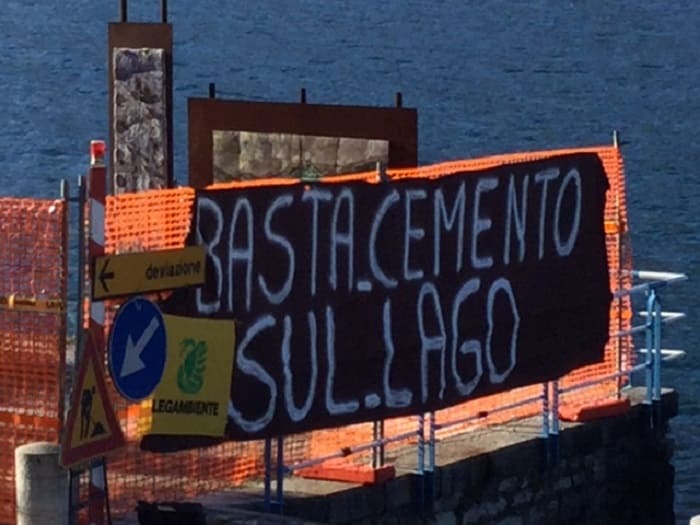 BASTA CEMENTO
SUL LAGO
deviazione
LEGAMBIENTE